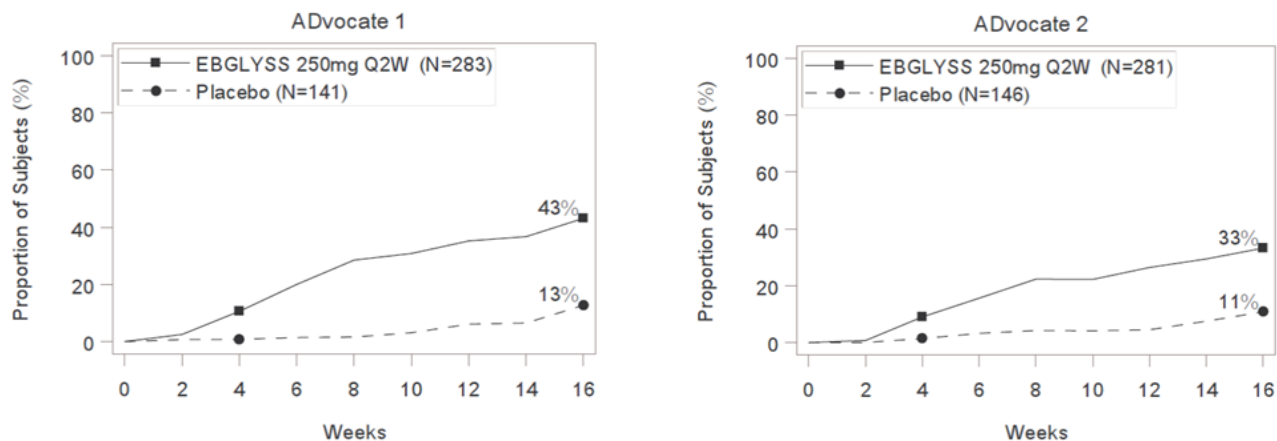 ADvocate 1
EBGLYSS 250mg Q2W (N=283)
Placebo (N=141)
Proportion of Subjects (%)
100
80
60
40
20
0
43%
13%
0 2 4 6 8 10 12 14 16
Weeks
ADvocate 2
EBGLYSS 250mg Q2W (N=281)
Placebo (N=146)
Proportion of Subjects (%)
100
80
60
40
20
0
33%
11%
0 2 4 6 8 10 12 14 16
Weeks